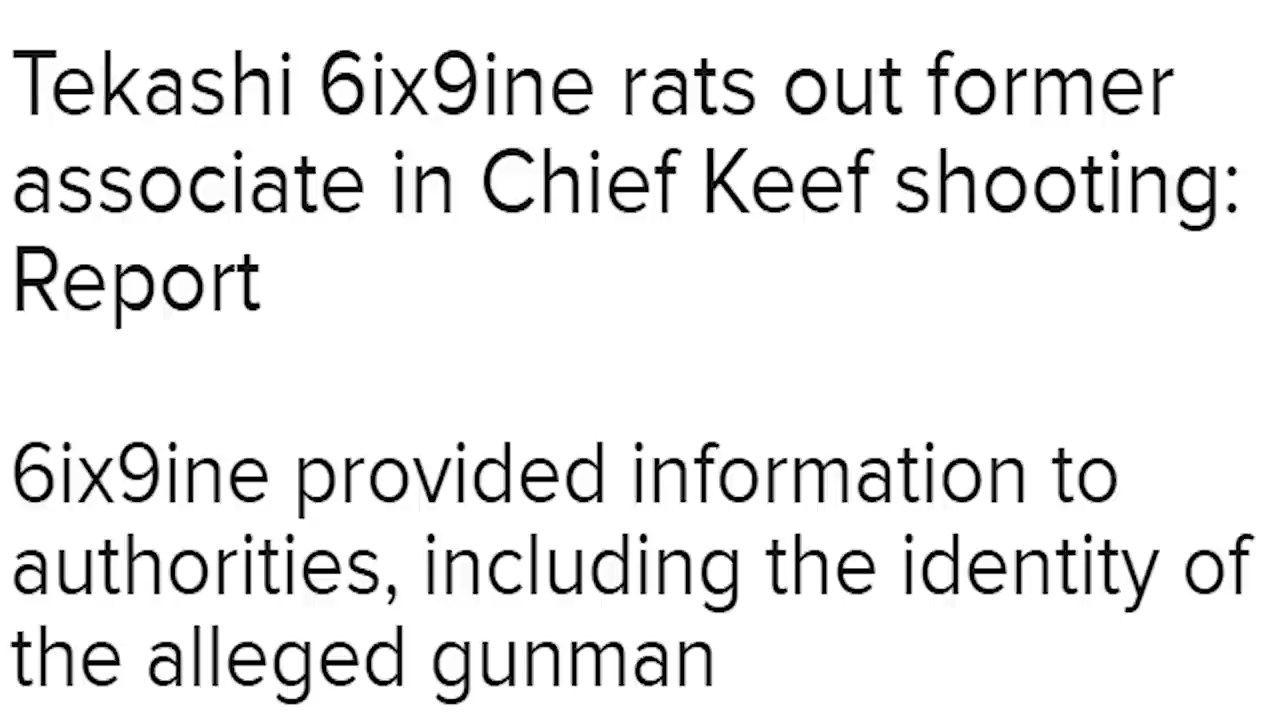 Tekashi 6ix9ine rats out former
associate in Chief Keef shooting:
Report
6ix9ine provided information to
authorities, including the identity of
the alleged gunman